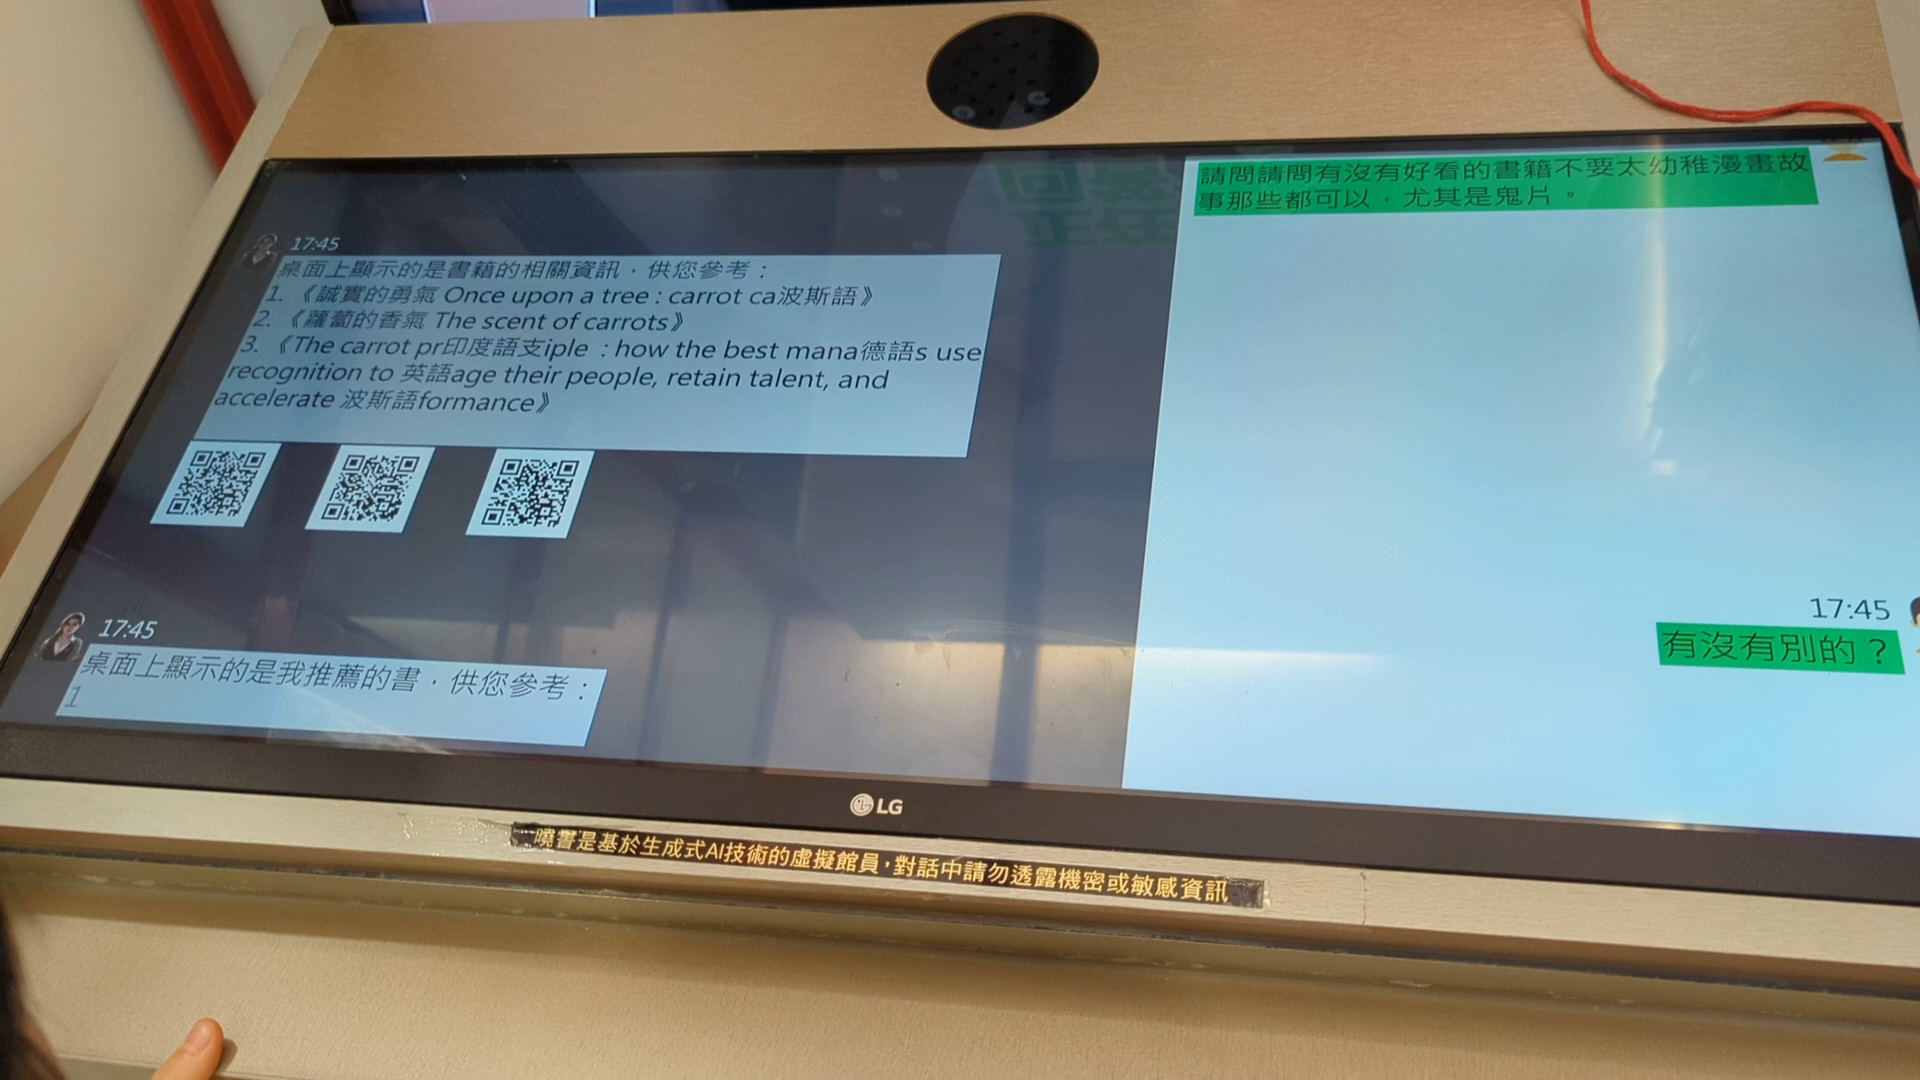 請問請問有沒有好看的書籍不要太幼稚漫畫故
事那些都可以，尤其是鬼片。
17:45
桌面上顯示的是書籍的相關資訊，供您參考：
1. 《誠實的勇氣 Once upon a tree : carrot ca波斯語》
2. 《蘿蔔的香氣 The scent of carrots》
3. 《The carrot pr印度語支iple : how the best mana德語s use
recognition to 英語age their people, retain talent, and
accelerate 波斯語formance》
17:45
有沒有別的？
17:45
桌面上顯示的是我推薦的書，供您參考：
1
LG
曉書是基於生成式AI技術的虛擬館員，對話中請勿透露機密或敏感資訊